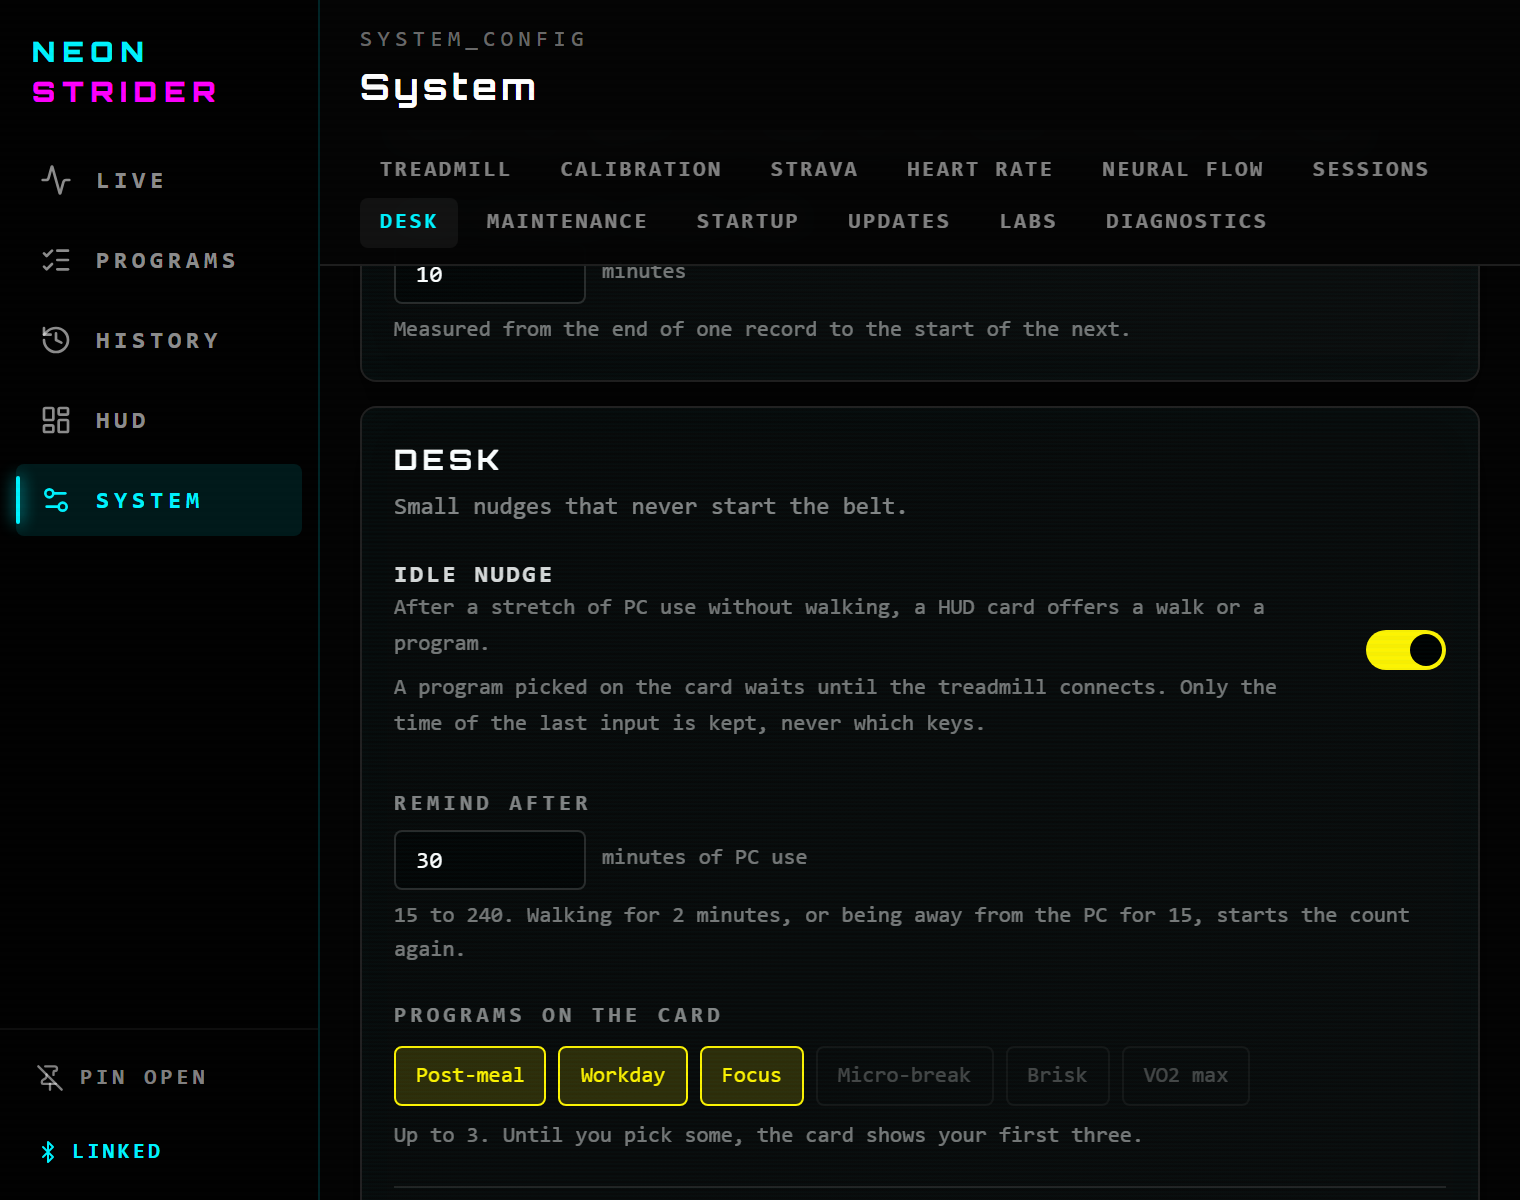 NEON
STRIDER
LIVE
PROGRAMS
HISTORY
HUD
SYSTEM
PIN OPEN
LINKED
SYSTEM_CONFIG
System
TREADMILL CALIBRATION STRAVA HEART RATE NEURAL FLOW SESSIONS
DESK MAINTENANCE STARTUP UPDATES LABS DIAGNOSTICS
10 minutes
Measured from the end of one record to the start of the next.
DESK
Small nudges that never start the belt.
IDLE NUDGE
After a stretch of PC use without walking, a HUD card offers a walk or a
program.
A program picked on the card waits until the treadmill connects. Only the
time of the last input is kept, never which keys.
REMIND AFTER
30 minutes of PC use
15 to 240. Walking for 2 minutes, or being away from the PC for 15, starts the count
again.
PROGRAMS ON THE CARD
Post-meal Workday Focus Micro-break Brisk VO2 max
Up to 3. Until you pick some, the card shows your first three.